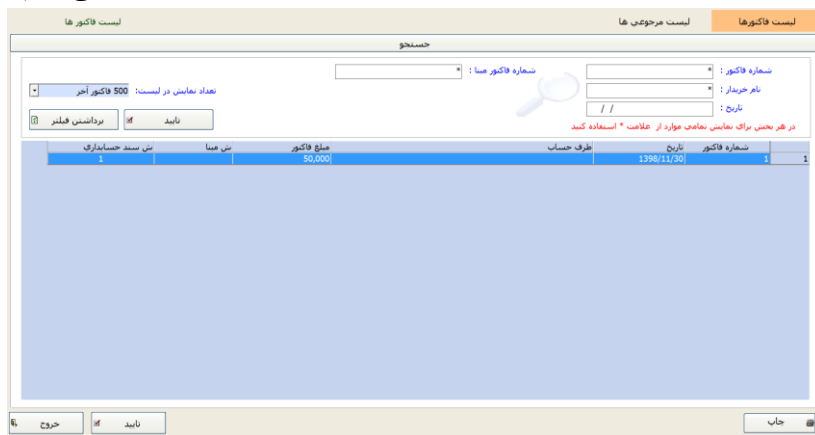 لیست فاکتورها لیست مرجوعی ها لیست فاکتور ها
جستجو
شماره فاکتور : * شماره فاکتور مبنا : *
نام خریدار : * تعداد نمایش در لیست: 500 فاکتور آخر
تاریخ : / /
تایید برداشتن فیلتر
در هر بخش برای نمایش تمامی موارد از علامت * استفاده کنید
شماره فاکتور تاریخ طرف حساب مبلغ فاکتور ش مبنا ش سند حسابداری
1 1 1398/11/30 50,000 1
چاپ تایید خروج